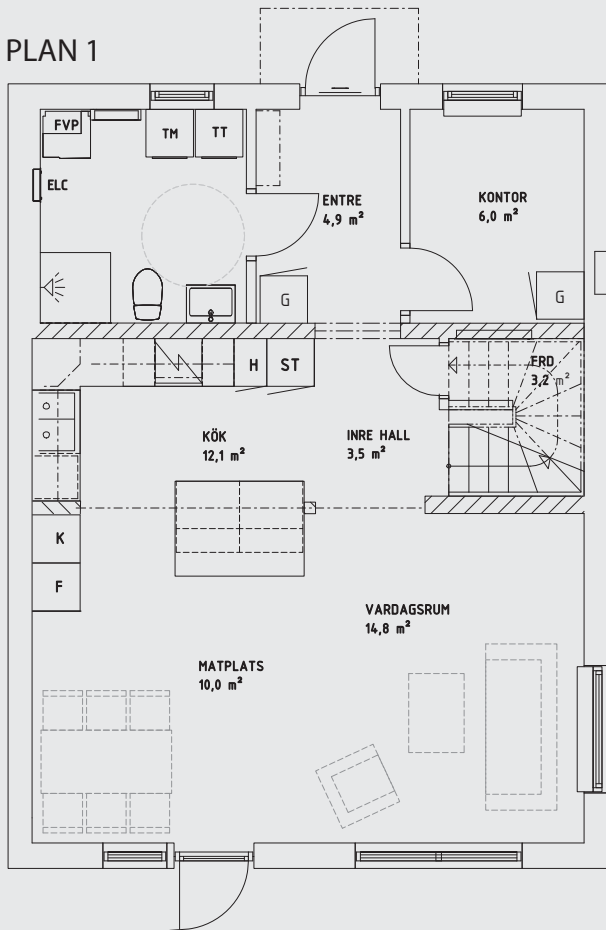 PLAN 1
FVP
TM
TT
ELC
ENTRE
4,9 m²
KONTOR
6,0 m²
G
G
H
ST
ERD
3,2 m²
KÖK
12,1 m²
INRE HALL
3,5 m²
K
F
VARDAGSRUM
14,8 m²
MATPLATS
10,0 m²